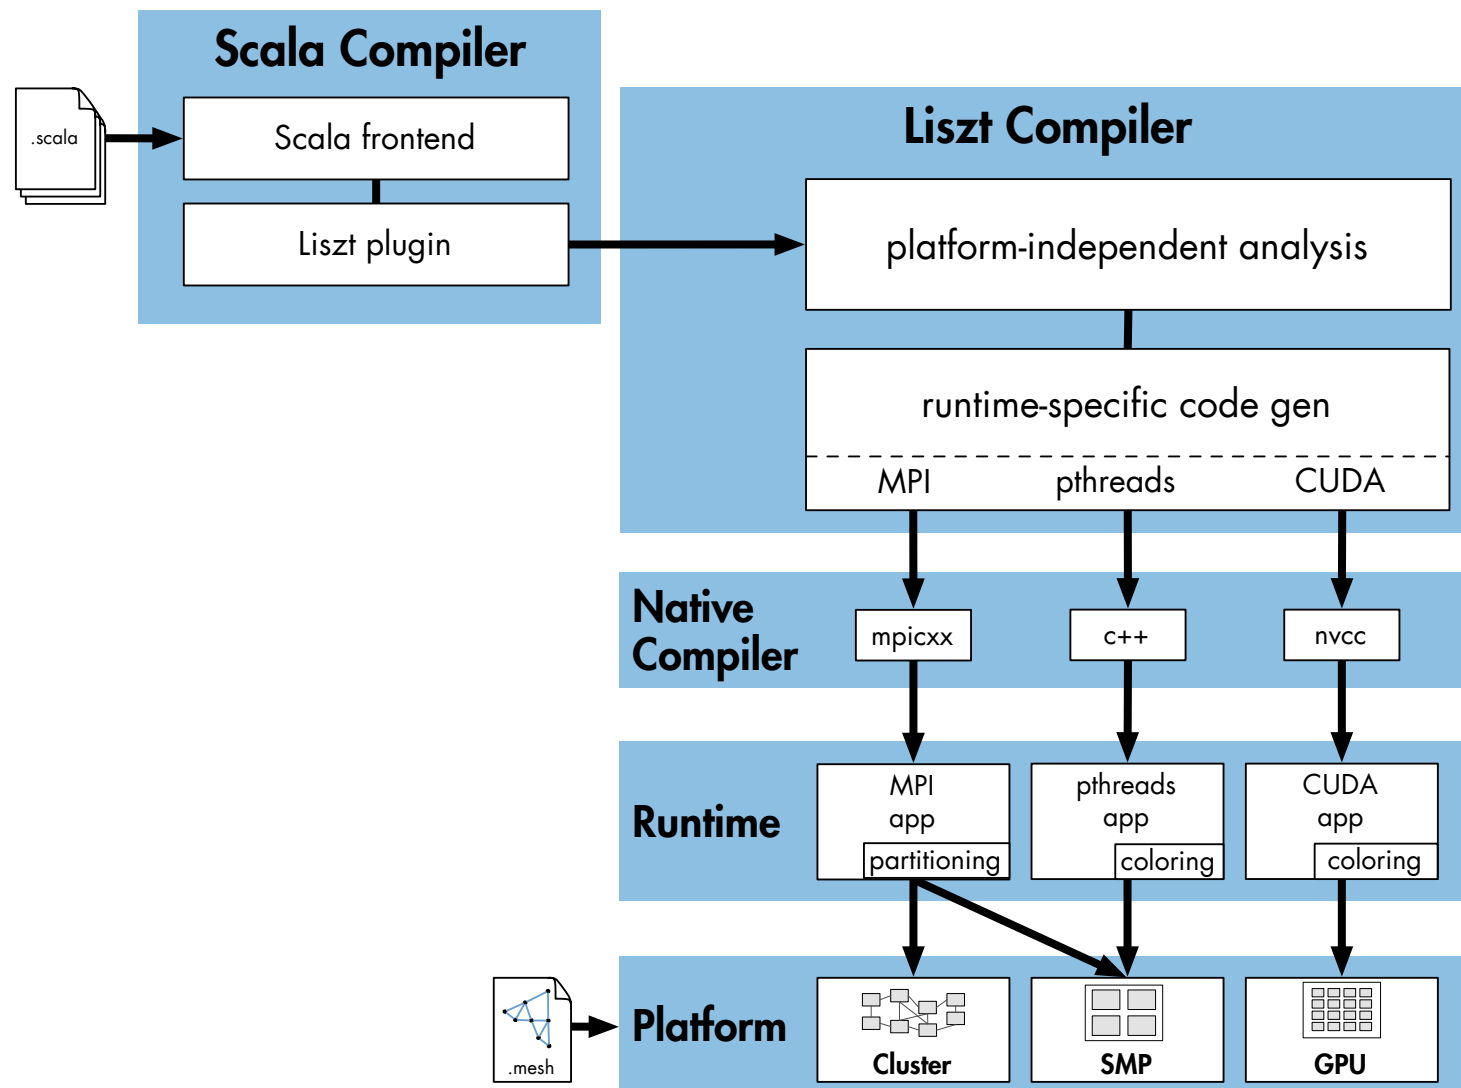 Scala Compiler
.scala
Scala frontend
Liszt plugin
Liszt Compiler
platform-independent analysis
runtime-specific code gen
MPI
pthreads
CUDA
Native
Compiler
mpicxx
c++
nvcc
Runtime
MPI
app
partitioning
pthreads
app
coloring
CUDA
app
coloring
.mesh
Platform
Cluster
SMP
GPU